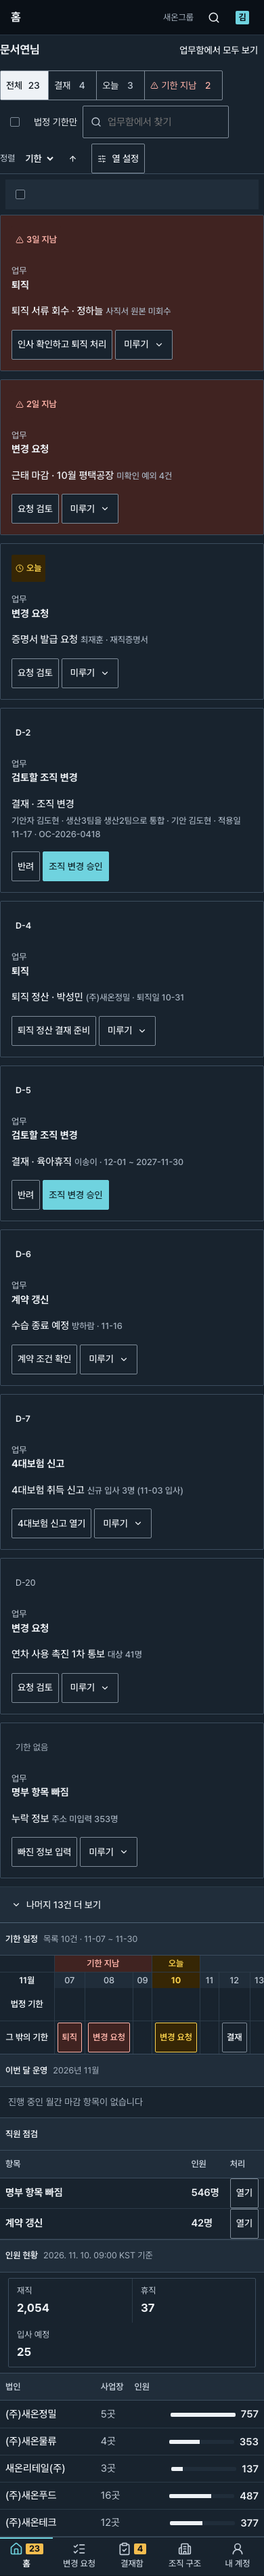 홈 새온그룹 김
문서연님 업무함에서 모두 보기
전체 23 결재 4 오늘 3 기한 지남 2
법정 기한만 업무함에서 찾기
정렬 기한 열 설정
3일 지남
업무
퇴직
퇴직 서류 회수 · 정하늘 사직서 원본 미회수
인사 확인하고 퇴직 처리 미루기
2일 지남
업무
변경 요청
근태 마감 · 10월 평택공장 미확인 예외 4건
요청 검토 미루기
오늘
업무
변경 요청
증명서 발급 요청 최재훈 · 재직증명서
요청 검토 미루기
D-2
업무
검토할 조직 변경
결재 · 조직 변경
기안자 김도현 · 생산3팀을 생산2팀으로 통합 · 기안 김도현 · 적용일
11-17 · OC-2026-0418
반려 조직 변경 승인
D-4
업무
퇴직
퇴직 정산 · 박성민 (주)새온정밀 · 퇴직일 10-31
퇴직 정산 결재 준비 미루기
D-5
업무
검토할 조직 변경
결재 · 육아휴직 이송이 · 12-01 ~ 2027-11-30
반려 조직 변경 승인
D-6
업무
계약 갱신
수습 종료 예정 방하람 · 11-16
계약 조건 확인 미루기
D-7
업무
4대보험 신고
4대보험 취득 신고 신규 입사 3명 (11-03 입사)
4대보험 신고 열기 미루기
D-20
업무
변경 요청
연차 사용 촉진 1차 통보 대상 41명
요청 검토 미루기
기한 없음
업무
명부 항목 빠짐
누락 정보 주소 미입력 353명
빠진 정보 입력 미루기
나머지 13건 더 보기
기한 일정 목록 10건 · 11-07 ~ 11-30
기한 지남 오늘
11월 07 08 09 10 11 12 13
법정 기한
그 밖의 기한 퇴직 변경 요청 변경 요청 결재
이번 달 운영 2026년 11월
진행 중인 월간 마감 항목이 없습니다
직원 점검
항목 인원 처리
명부 항목 빠짐 546명 열기
계약 갱신 42명 열기
인원 현황 2026. 11. 10. 09:00 KST 기준
재직 휴직
2,054 37
입사 예정
25
법인 사업장 인원
(주)새온정밀 5곳 757
(주)새온물류 4곳 353
새온리테일(주) 3곳 137
(주)새온푸드 16곳 487
(주)새온테크 12곳 377
23 4
홈 변경 요청 결재함 조직 구조 내 계정